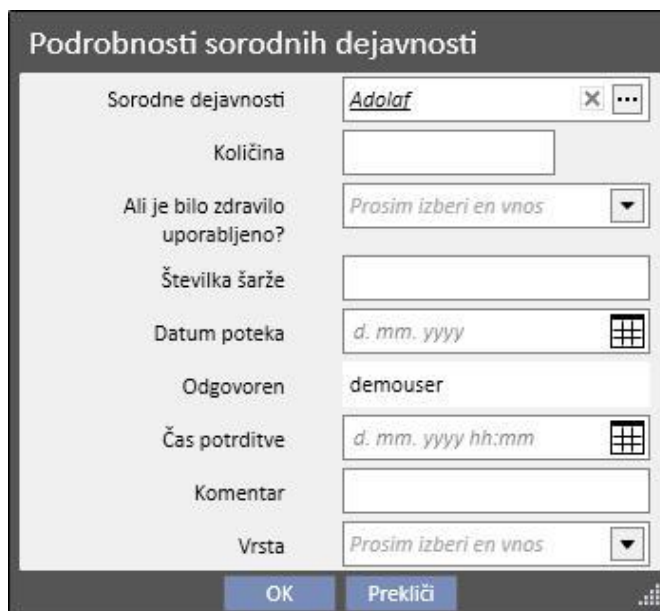 Podrobnosti sorodnih dejavnosti
Sorodne dejavnosti Adolaf
Količina
Ali je bilo zdravilo Prosim izberi en vnos
uporabljeno?
Številka šarže
Datum poteka d. mm. yyyy
Odgovoren demouser
Čas potrditve d. mm. yyyy hh:mm
Komentar
Vrsta Prosim izberi en vnos
OK Prekliči